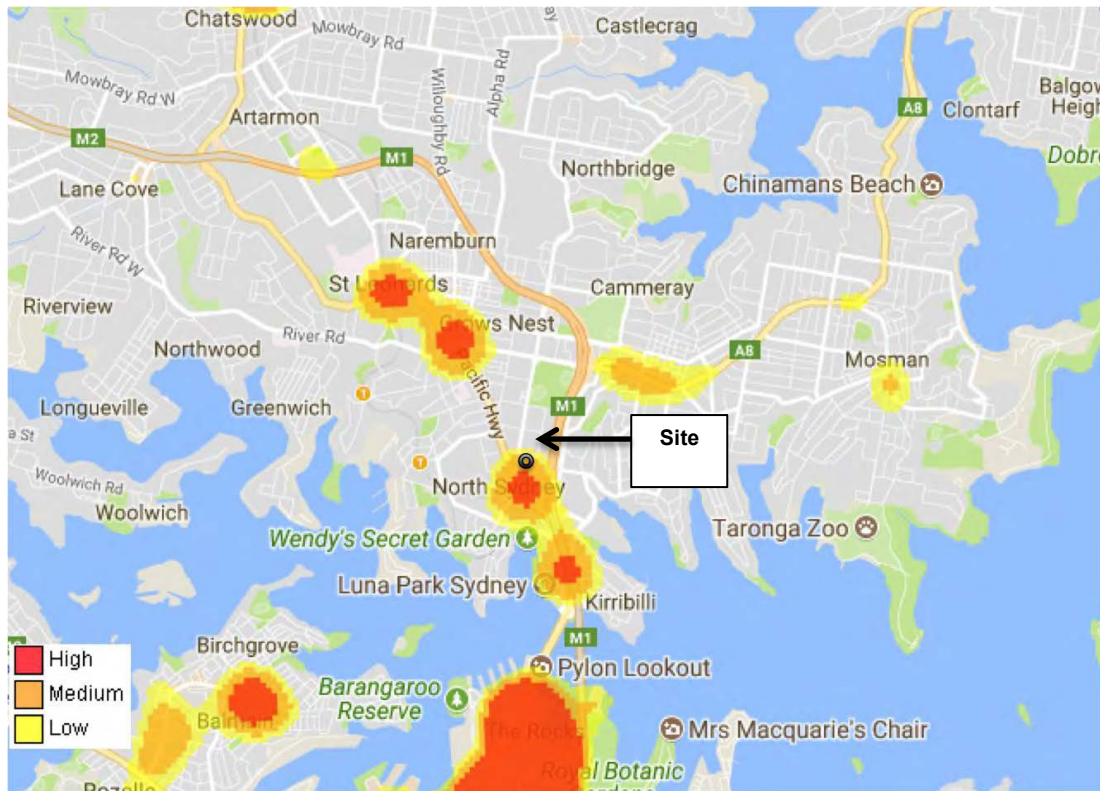 Chatswood
Mowbray Rd
Castlecrag
Mowbray Rd W
Willoughby Rd
Alpha Rd
Balgow
Heigh
Clontarf
A8
Artarmon
M2
M1
Northbridge
Dobro
Lane Cove
Chinamans Beach
River Rd W
Naremburn
St Leonards
Cammeray
Riverview
Crows Nest
River Rd
Northwood
Pacific Hwy
A8
Mosman
Longueville
Greenwich
M1
Site
a St
Woolwich Rd
North Sydney
Woolwich
Taronga Zoo
Wendy's Secret Garden
Luna Park Sydney
Kirribilli
M1
Birchgrove
High
Pylon Lookout
Medium
Barangaroo
Reserve
Low
Balmain
The Rocks
Mrs Macquarie's Chair
Royal Botanic
Rozelle